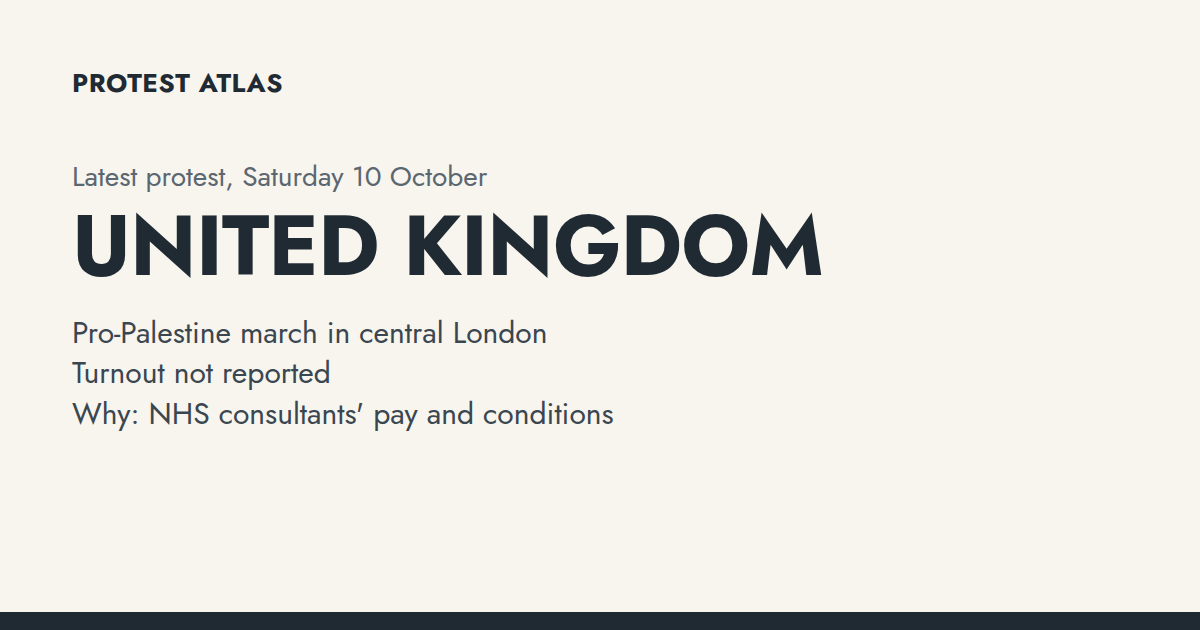 PROTEST ATLAS
Latest protest, Saturday 10 October
UNITED KINGDOM
Pro-Palestine march in central London
Turnout not reported
Why: NHS consultants' pay and conditions